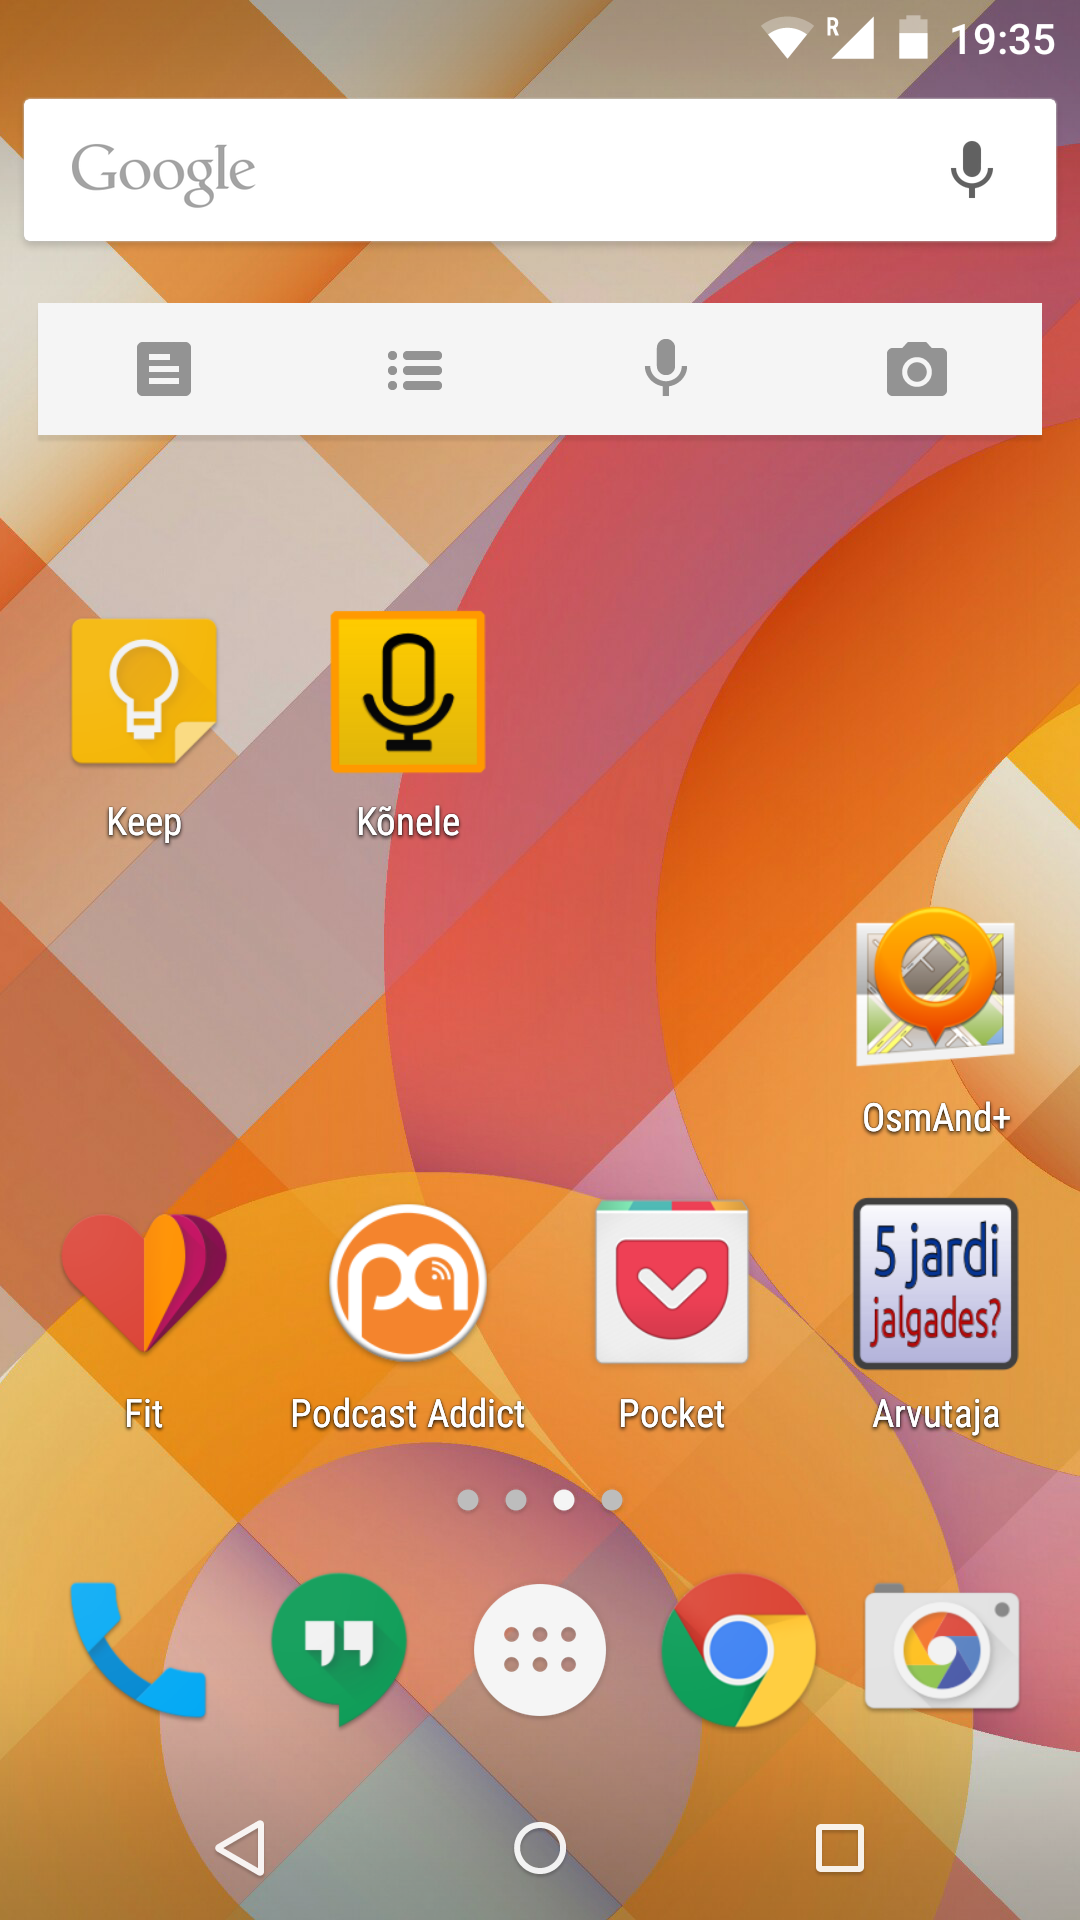 R 19:35
Google
Keep
Kõnele
OsmAnd+
5 jardi
jalgades?
Fit
Podcast Addict
Pocket
Arvutaja